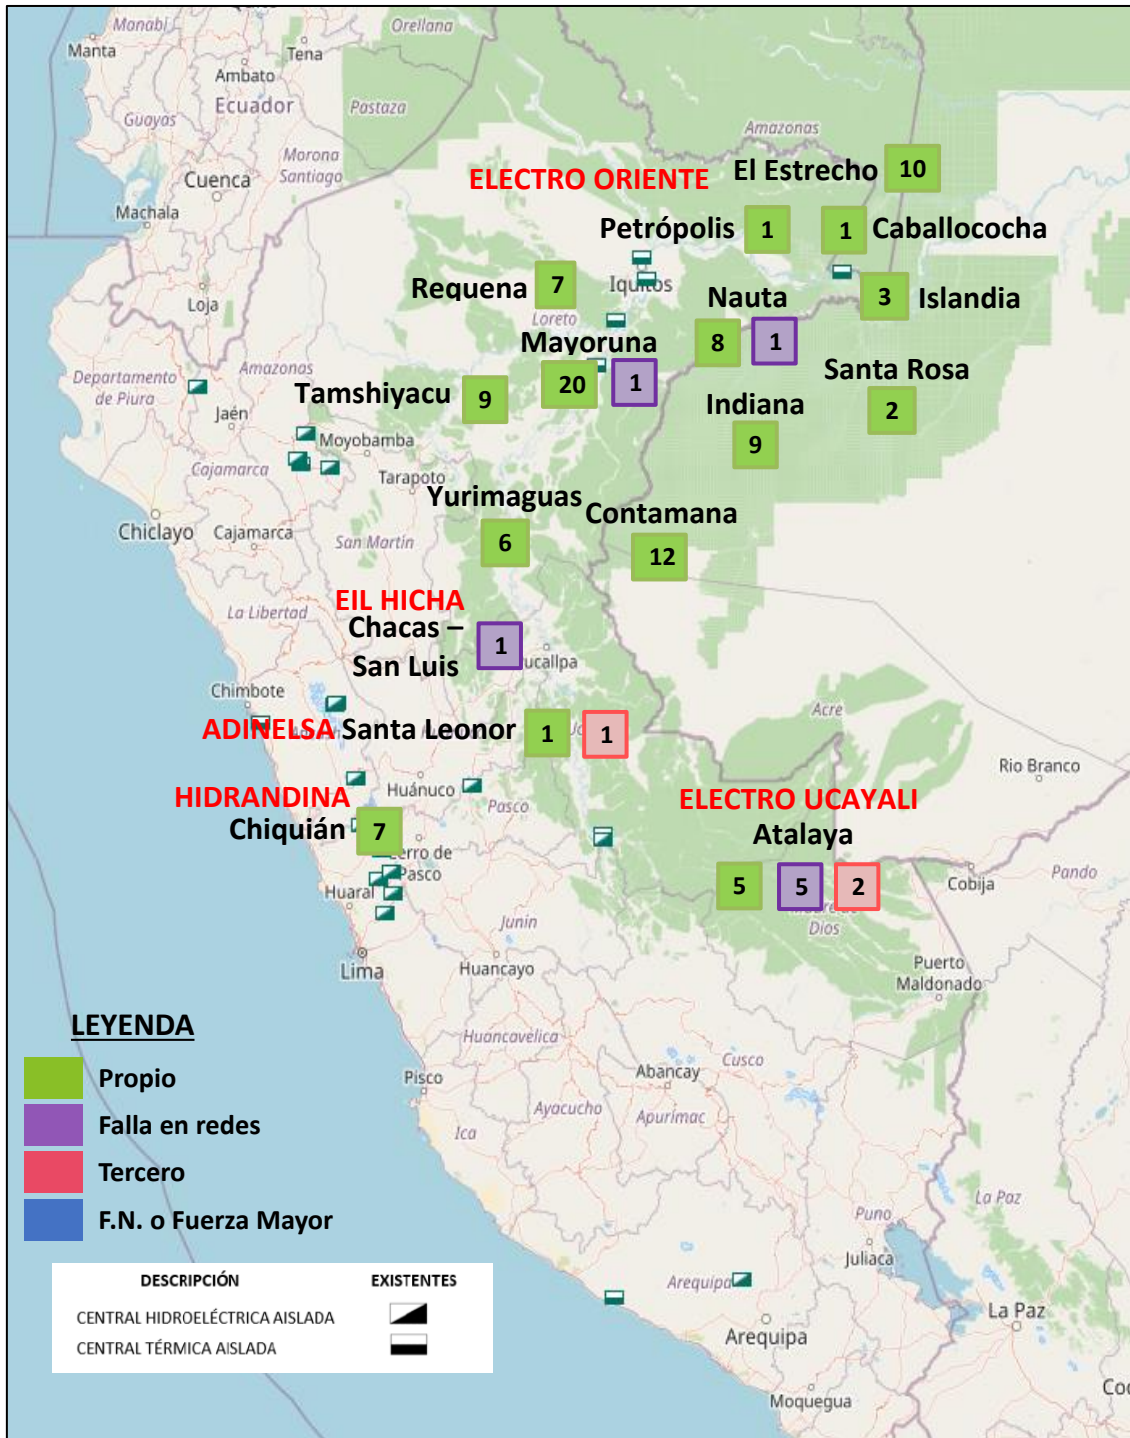 Manabí
Orellana
Manta
Tena
Ambato
Ecuador
Pastaza
Guayas
Amazonas
Morona
Santiago
El Estrecho
10
ELECTRO ORIENTE
Cuenca
Machala
Petrópolis
1
1
Caballococha
Requena
7
Iquitos
Nauta
3
Islandia
Loja
Loreto
Mayoruna
8
1
Amazonas
Santa Rosa
Departamento
de Piura
Tamshiyacu
9
20
1
2
Jaén
Indiana
9
Moyobamba
Cajamarca
Tarapoto
Yurimaguas
Contamana
Chiclayo
Cajamarca
San Martín
6
12
EIL HICHA
La Libertad
Chacas –
San Luis
1
ucallpa
Chimbote
ADINELSA
Santa Leonor
1
1
Acre
Rio Branco
Huánuco
HIDRANDINA
Pasco
ELECTRO UCAYALI
Chiquián
7
Atalaya
erro de
Pasco
5
5
2
Cobija
Pando
Huaral
Dios
Junín
Lima
Huancayo
Puerto
Maldonado
LEYENDA
Huancavelica
Propio
Pisco
Abancay
Cusco
Falla en redes
Ayacucho
Apurímac
Ica
Tercero
La Paz
F.N. o Fuerza Mayor
Puno
Juliaca
DESCRIPCIÓN
EXISTENTES
Arequipa
CENTRAL HIDROELÉCTRICA AISLADA
La Paz
CENTRAL TÉRMICA AISLADA
Arequipa
Moquegua
Coc